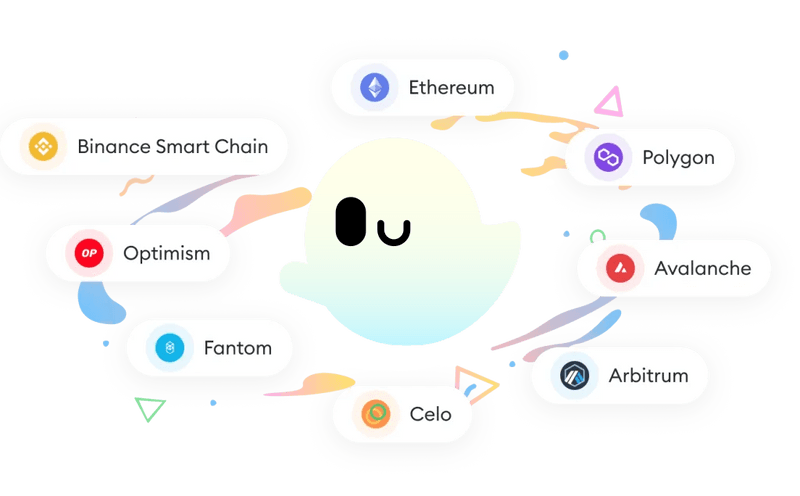 Ethereum
Binance Smart Chain
Polygon
OP Optimism
Avalanche
Fantom
Arbitrum
Celo